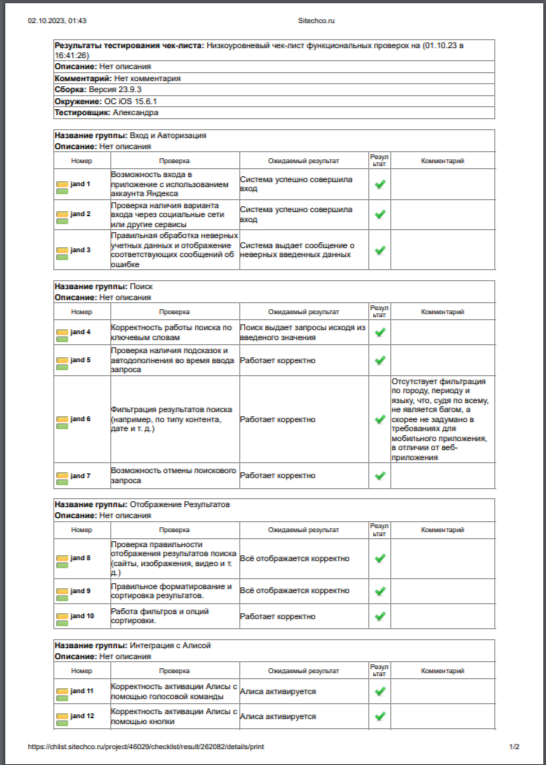 02.10.2023, 01:43 Sitechco.ru
Результаты тестирования чек-листа: Низкоуровневый чек-лист функциональных проверок на (01.10.23 в
16:41:26)
Описание: Нет описания
Комментарий: Нет комментария
Сборка: Версия 23.9.3
Окружение: ОС iOS 15.6.1
Тестировщик: Александра
Название группы: Вход и Авторизация
Описание: Нет описания
Номер Проверка Ожидаемый результат Резул
ьтат Комментарий
jand 1 Возможность входа в
приложение с использованием
аккаунта Яндекса
Система успешно совершила
вход
jand 2 Проверка наличия варианта
входа через социальные сети
или другие сервисы
Система успешно совершила
вход
jand 3 Правильная обработка неверных
учетных данных и отображение
соответствующих сообщений об
ошибке
Система выдает сообщение о
неверных введенных данных
Название группы: Поиск
Описание: Нет описания
Номер Проверка Ожидаемый результат Резул
ьтат Комментарий
jand 4 Корректность работы поиска по
ключевым словам
Поиск выдает запросы исходя из
введеного значения
jand 5 Проверка наличия подсказок и
автодополнения во время ввода
запроса
Работает корректно
jand 6 Фильтрация результатов поиска
(например, по типу контента,
дате и т. д.)
Работает корректно
Отсутствует фильтрация
по городу, периоду и
языку, что, судя по всему,
не является багом, а
скорее не задумано в
требованиях для
мобильного приложения,
в отличии от веб-
приложения
jand 7 Возможность отмены поискового
запроса
Работает корректно
Название группы: Отображение Результатов
Описание: Нет описания
Номер Проверка Ожидаемый результат Резул
ьтат Комментарий
jand 8 Проверка правильности
отображения результатов поиска
(сайты, изображения, видео и т.
д.)
Всё отображается корректно
jand 9 Правильное форматирование и
сортировка результатов.
Всё отображается корректно
jand 10 Работа фильтров и опций
сортировки.
Работает корректно
Название группы: Интеграция с Алисой
Описание: Нет описания
Номер Проверка Ожидаемый результат Резул
ьтат Комментарий
jand 11 Корректность активации Алисы с
помощью голосовой команды
Алиса активируется
jand 12 Корректность активации Алисы с
помощью кнопки
Алиса активируется
https://chlist.sitechco.ru/project/46029/checklist/result/262082/details/print 1/2